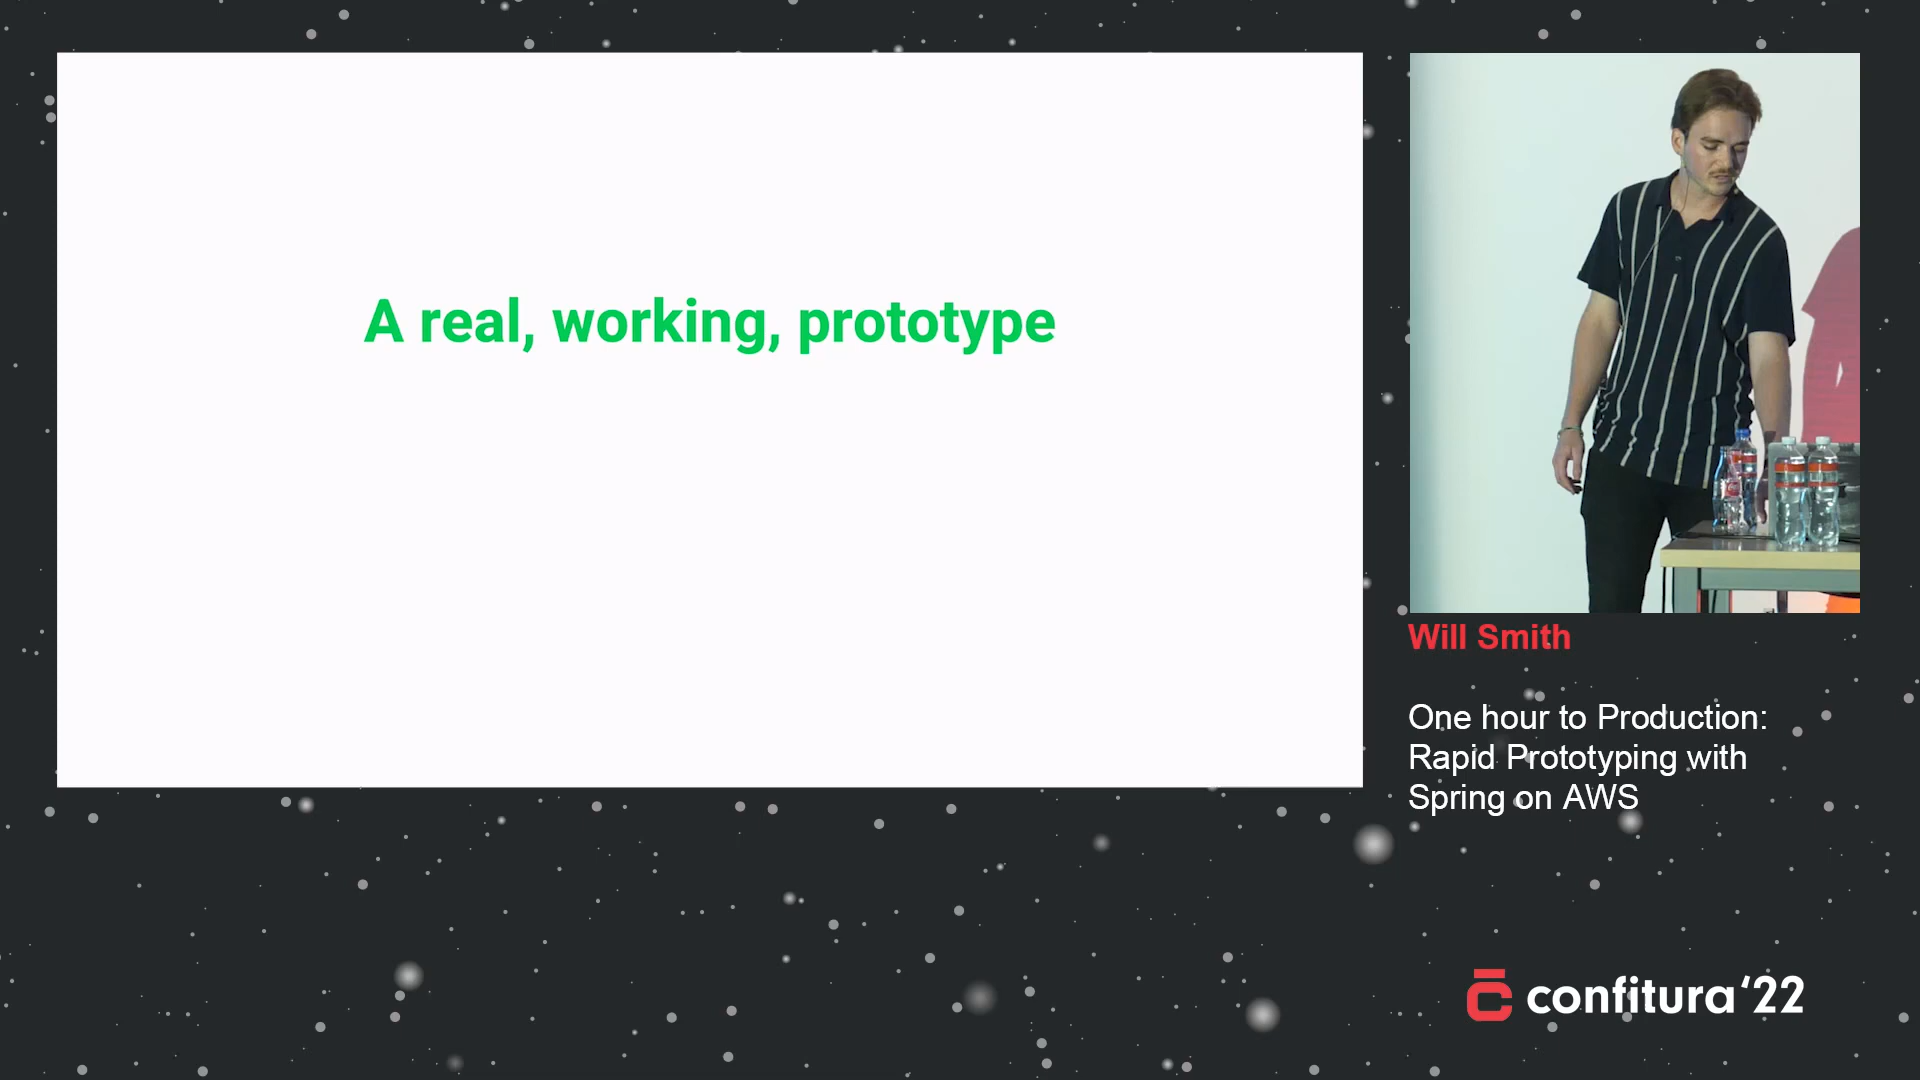 A real, working, prototype
Will Smith
One hour to Production:
Rapid Prototyping with
Spring on AWS
confitura‘22